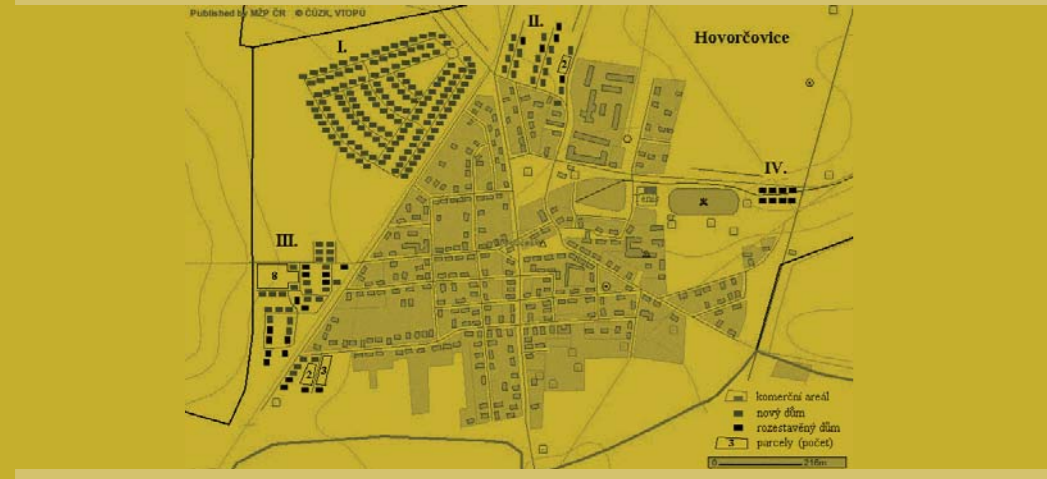 Published by MŽP ČR © ČÚZK, VTOPÚ
II.
I.
Hovorčovice
2
IV.
III.
8
2 3
komerční areál
nový dům
rozestavěný dům
3 parcely (počet)
0 216m